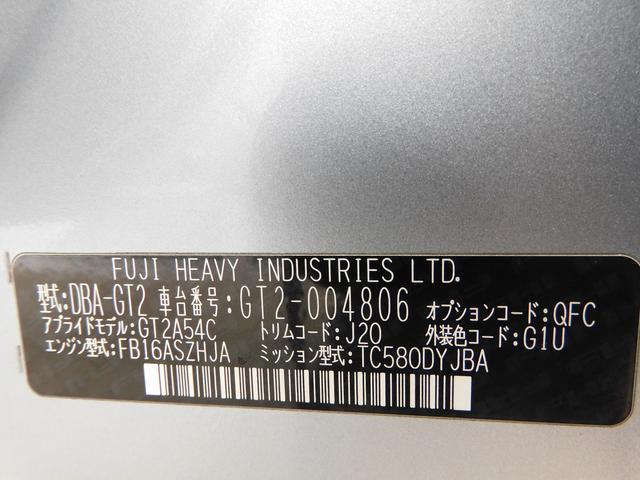 FUJI HEAVY INDUSTRIES LTD.
型式:DBA-GT2 車台番号:GT2-004806 オプションコード:QFC
アプライドモデル:GT2A54C トリムコード:J20 外装色コード:G1U
エンジン型式:FB16ASZHJA ミッション型式:TC580DYJBA